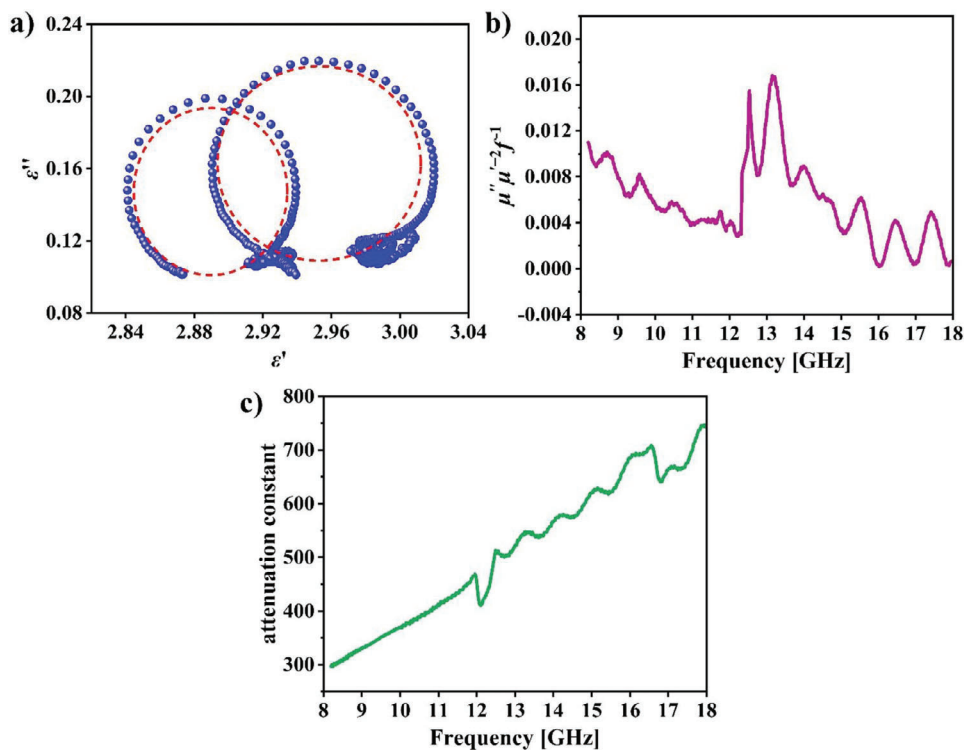 a)
0.24
0.20
0.16
0.12
0.08
ε''
2.84 2.88 2.92 2.96 3.00 3.04
ε'
b)
0.020
0.016
0.012
0.008
0.004
0.000
-0.004
μ'' μ'⁻²f⁻¹
8 9 10 11 12 13 14 15 16 17 18
Frequency [GHz]
c)
800
700
600
500
400
300
attenuation constant
8 9 10 11 12 13 14 15 16 17 18
Frequency [GHz]